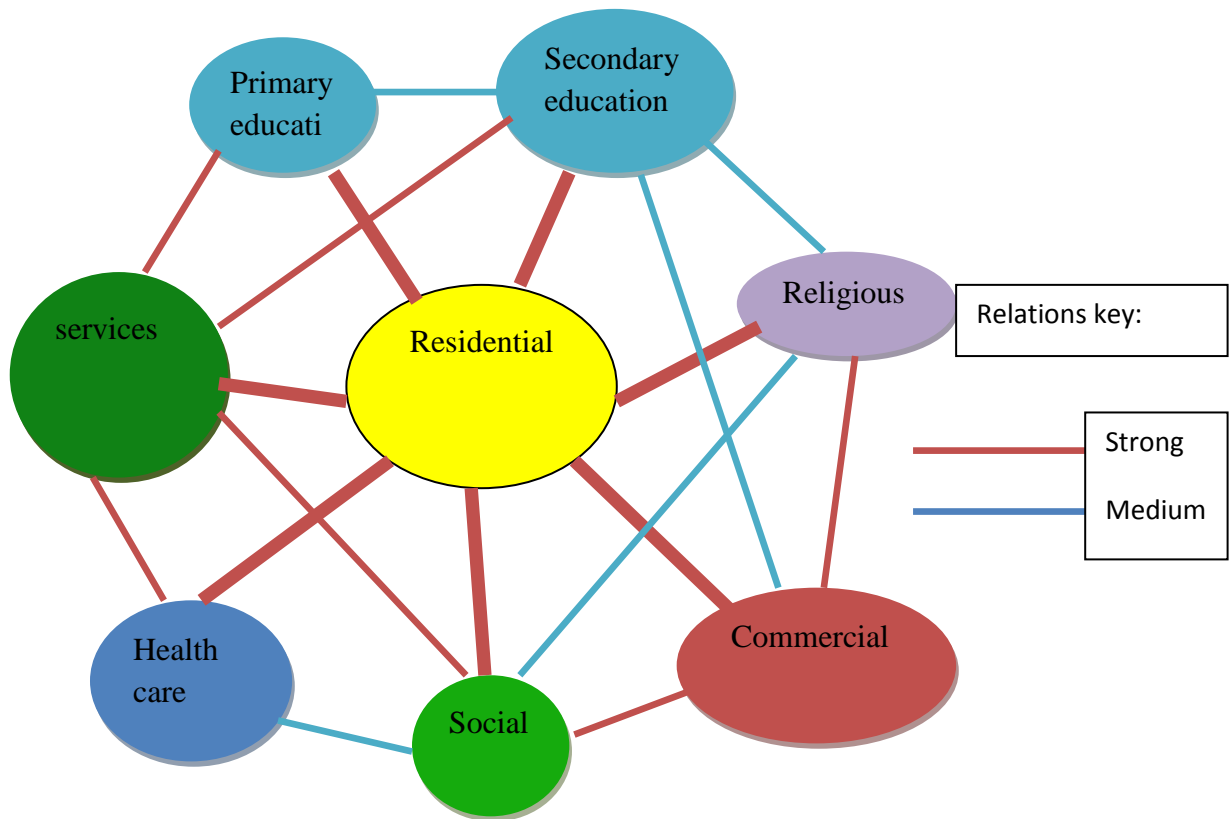 Primary
educati
Secondary
education
services
Residential
Religious
Relations key:
Strong
Medium
Health
care
Social
Commercial